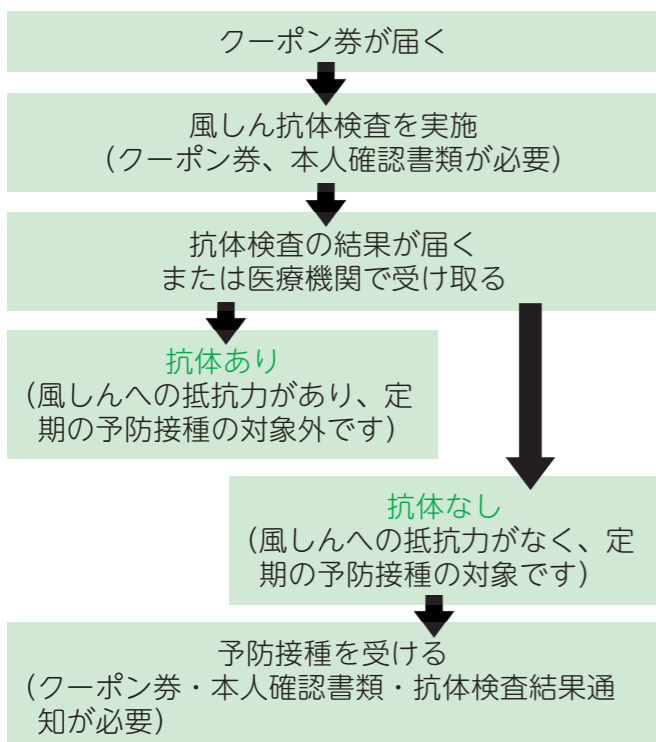 クーポン券が届く
風しん抗体検査を実施
（クーポン券、本人確認書類が必要）
抗体検査の結果が届く
または医療機関で受け取る
抗体あり
（風しんへの抵抗力があり、定
期の予防接種の対象外です）
抗体なし
（風しんへの抵抗力がなく、定
期の予防接種の対象です）
予防接種を受ける
（クーポン券・本人確認書類・抗体検査結果通
知が必要）